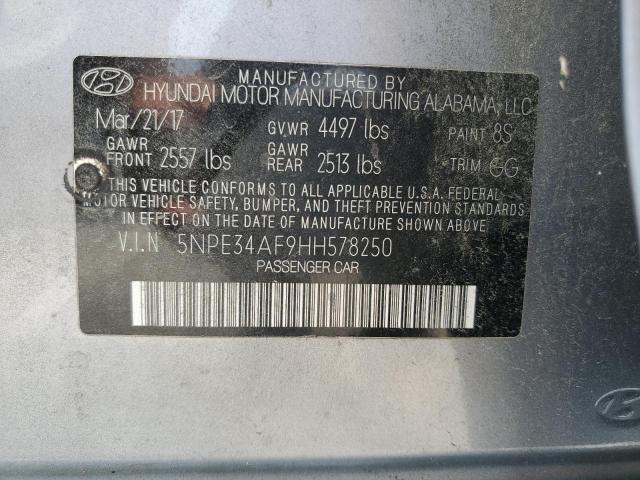 MANUFACTURED BY
HYUNDAI MOTOR MANUFACTURING ALABAMA, LLC
Mar/21/17 GVWR 4497 lbs PAINT 8S
GAWR FRONT 2557 lbs GAWR REAR 2513 lbs TRIM GG
THIS VEHICLE CONFORMS TO ALL APPLICABLE U.S.A. FEDERAL
MOTOR VEHICLE SAFETY, BUMPER, AND THEFT PREVENTION STANDARDS
IN EFFECT ON THE DATE OF MANUFACTURE SHOWN ABOVE.
V.I.N 5NPE34AF9HH578250
PASSENGER CAR